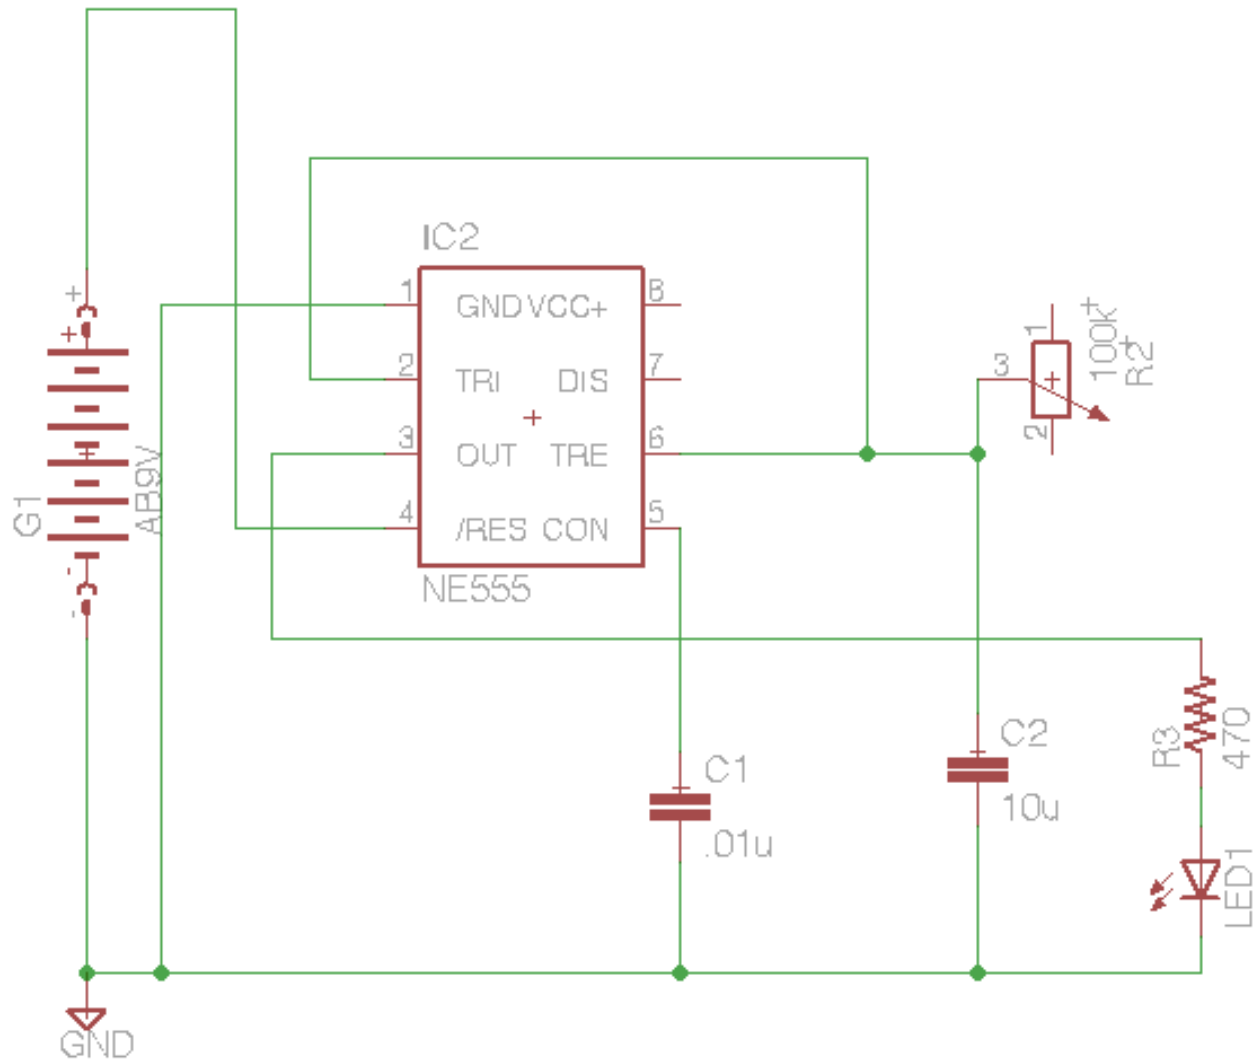 IC2
1
GND
VCC+
8
2
TRI
DIS
7
3
OUT
TRE
6
4
/RES
CON
5
NE555
+
+
-
-
G1
AB9V
1
3
2
100k
R2
C1
.01u
C2
10u
R3
470
LED1
GND